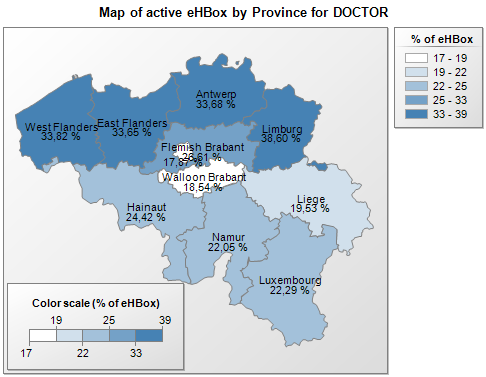 Map of active eHBox by Province for DOCTOR
% of eHBox
17 - 19
19 - 22
22 - 25
25 - 33
33 - 39
Antwerp
33,68 %
West Flanders
33,82 %
East Flanders
33,65 %
Limburg
38,60 %
Flemish Brabant
26,61 %
Walloon Brabant
18,54 %
Liege
19,53 %
Hainaut
24,42 %
Namur
22,05 %
Luxembourg
22,29 %
Color scale (% of eHBox)
19 25 39
17 22 33